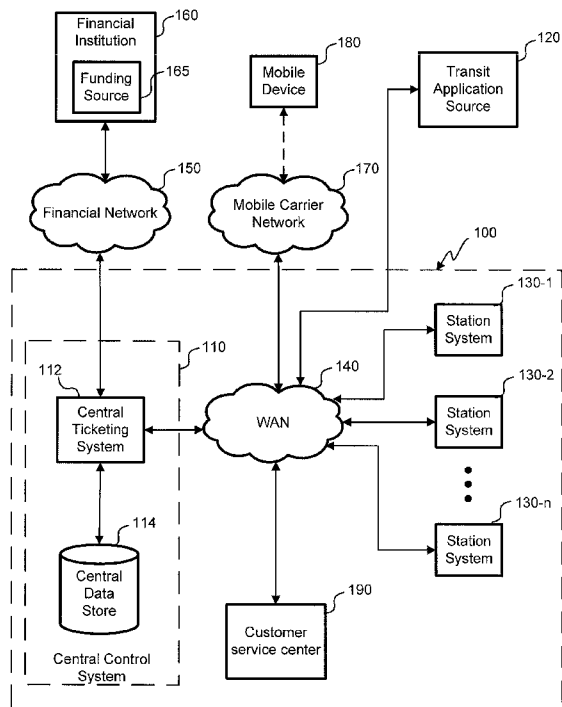 160
Financial
Institution
165
Funding
Source
180
Mobile
Device
120
Transit
Application
Source
150
Financial Network
170
Mobile Carrier
Network
100
110
112
Central
Ticketing
System
114
Central
Data
Store
Central Control
System
140
WAN
130-1
Station
System
130-2
Station
System
130-n
Station
System
190
Customer
service center